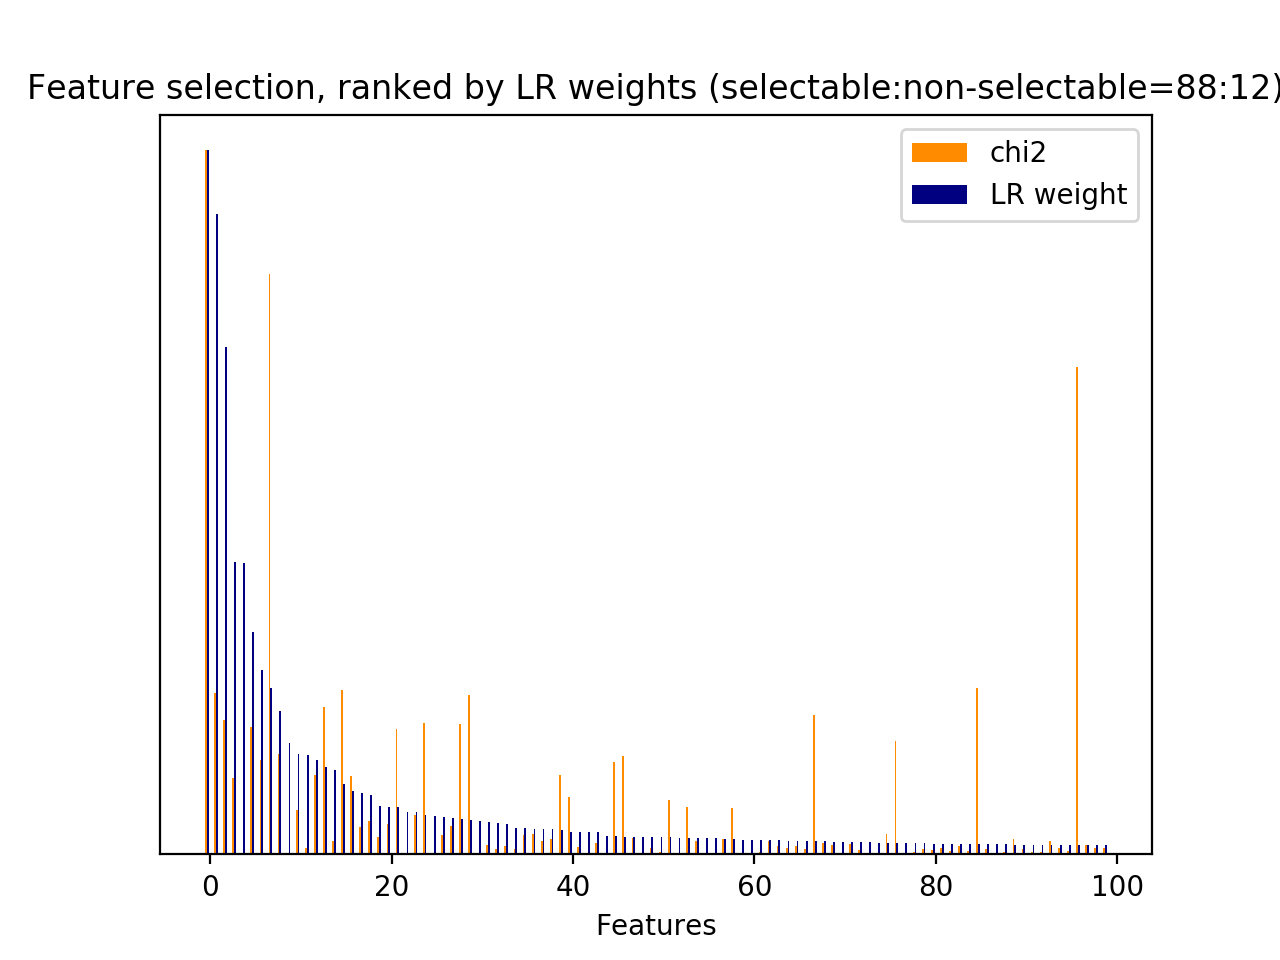 Feature selection, ranked by LR weights (selectable:non-selectable=88:12)
chi2
LR weight
0 20 40 60 80 100
Features